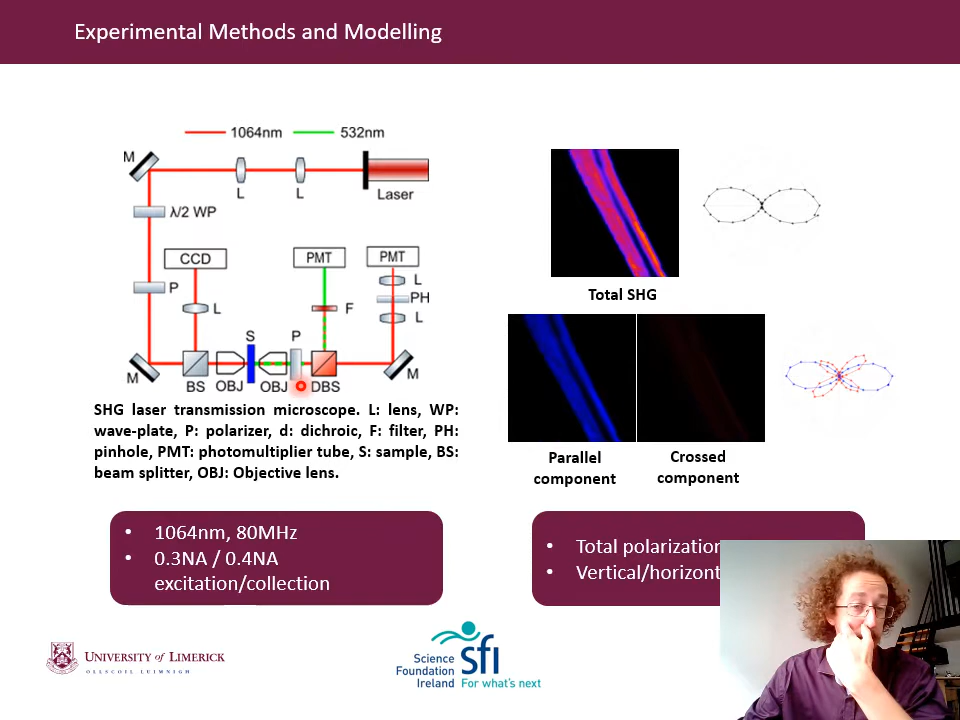 Experimental Methods and Modelling
1064nm 532nm
M
L L Laser
λ/2 WP
CCD PMT PMT
P L F L
PH
L
S P
M BS OBJ OBJ DBS M
SHG laser transmission microscope. L: lens, WP:
wave-plate, P: polarizer, d: dichroic, F: filter, PH:
pinhole, PMT: photomultiplier tube, S: sample, BS:
beam splitter, OBJ: Objective lens.
• 1064nm, 80MHz
• 0.3NA / 0.4NA
excitation/collection
Total SHG
Parallel
component
Crossed
component
• Total polarization
• Vertical/horizont
UNIVERSITY of LIMERICK
OLLSCOIL LUIMNIGH
Science
Foundation
Ireland
sfi
For what's next